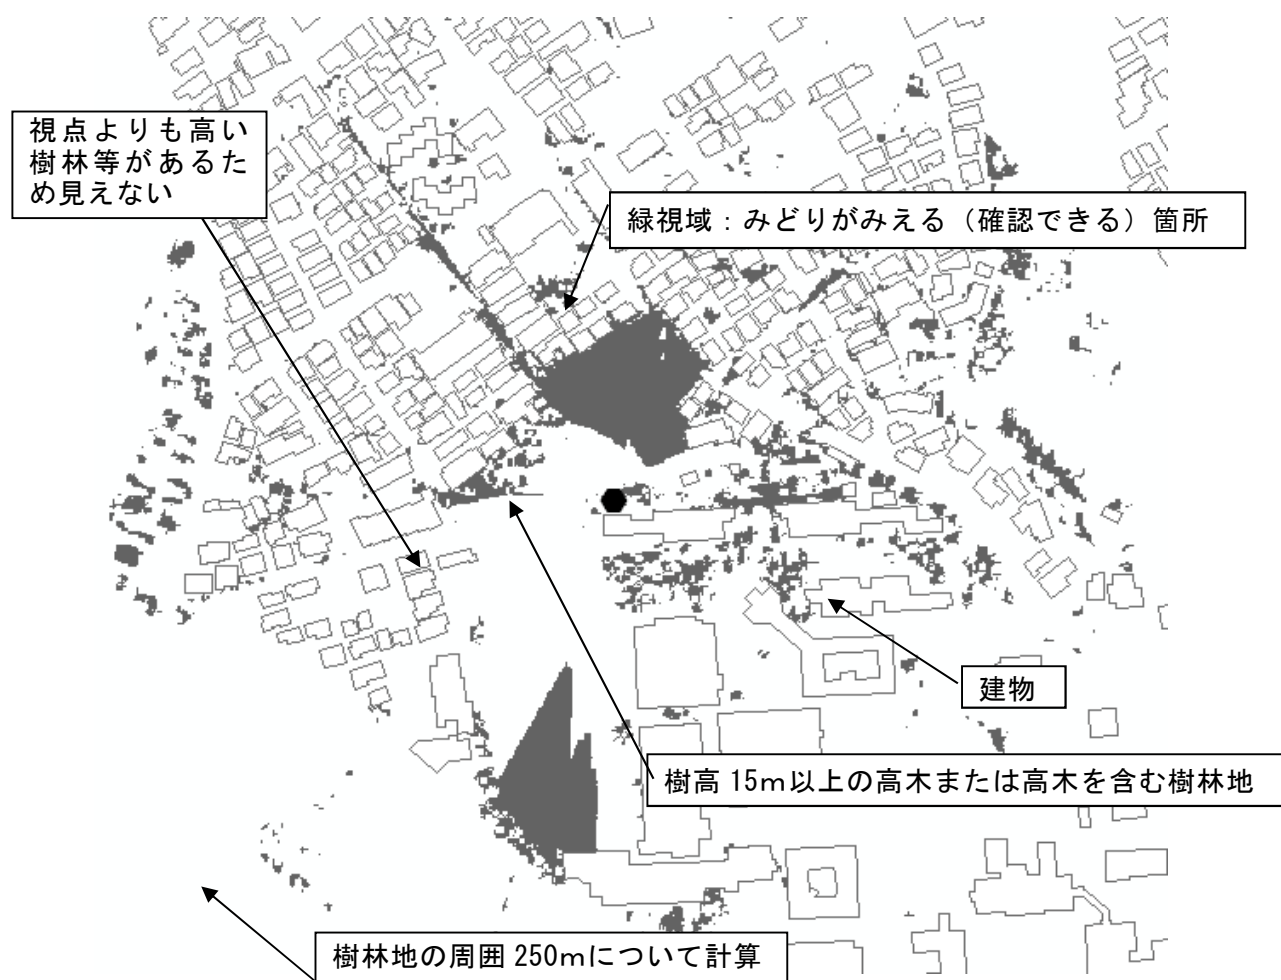 視点よりも高い
樹林等があるた
め見えない
緑視域：みどりがみえる（確認できる）箇所
建物
樹高 15ｍ以上の高木または高木を含む樹林地
樹林地の周囲 250ｍについて計算